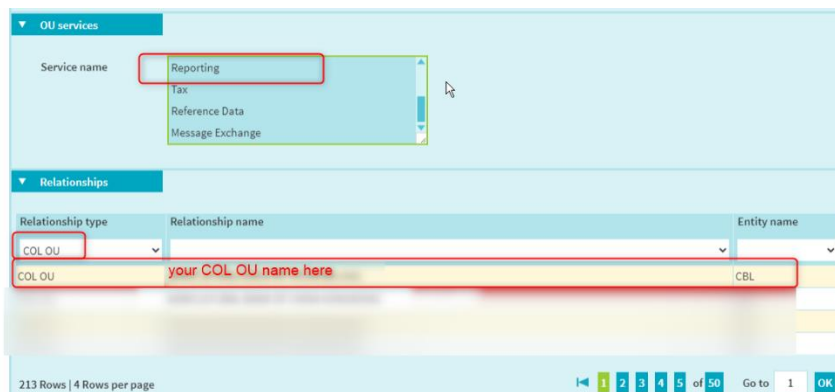 ▼ OU services
Service name
Reporting
Tax
Reference Data
Message Exchange
▼ Relationships
Relationship type Relationship name Entity name
COL OU
COL OU your COL OU name here CBL
213 Rows | 4 Rows per page 1 2 3 4 5 of 50 Go to 1 OK